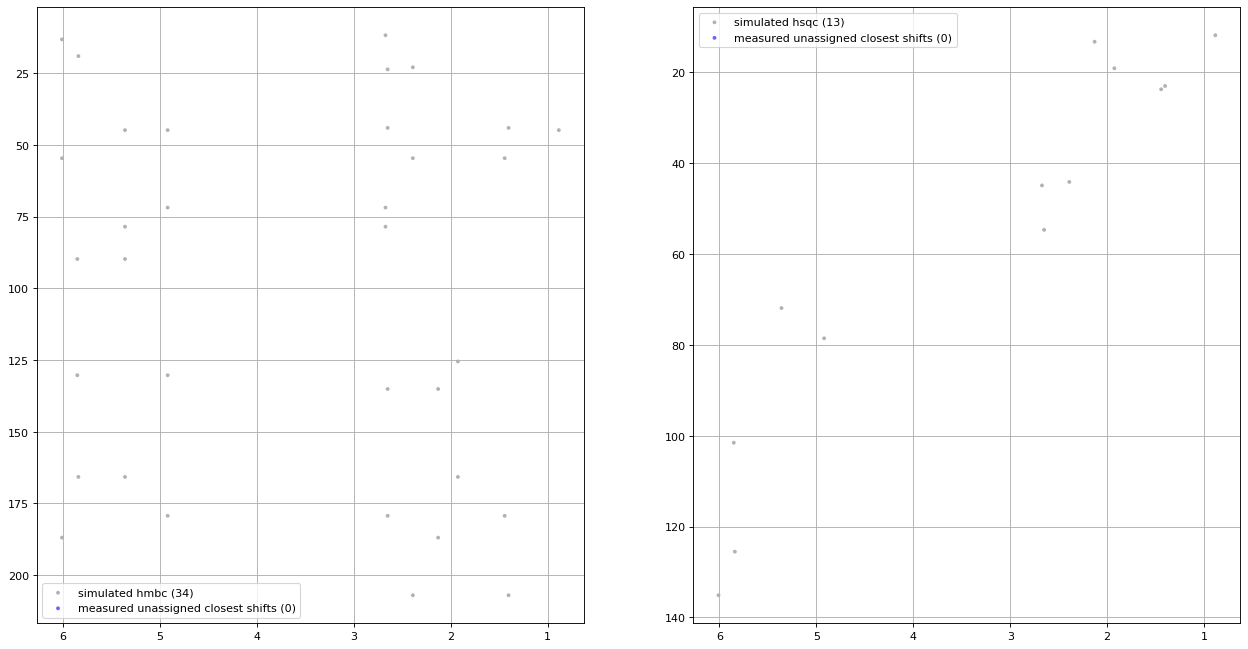 25
50
75
100
125
150
175
200
6 5 4 3 2 1
simulated hmbc (34)
measured unassigned closest shifts (0)
simulated hsqc (13)
measured unassigned closest shifts (0)
20
40
60
80
100
120
140
6 5 4 3 2 1